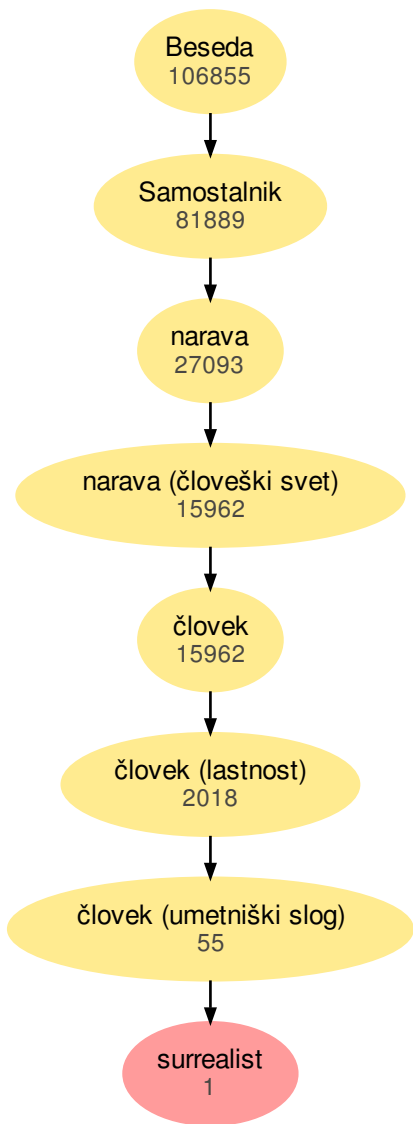 Beseda
106855
Samostalnik
81889
narava
27093
narava (človeški svet)
15962
človek
15962
človek (lastnost)
2018
človek (umetniški slog)
55
surrealist
1